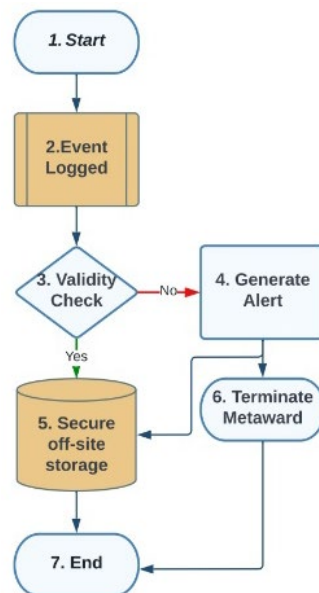 1. Start
2.Event
Logged
3. Validity
Check
No
4. Generate
Alert
Yes
5. Secure
off-site
storage
6. Terminate
Metaward
7. End